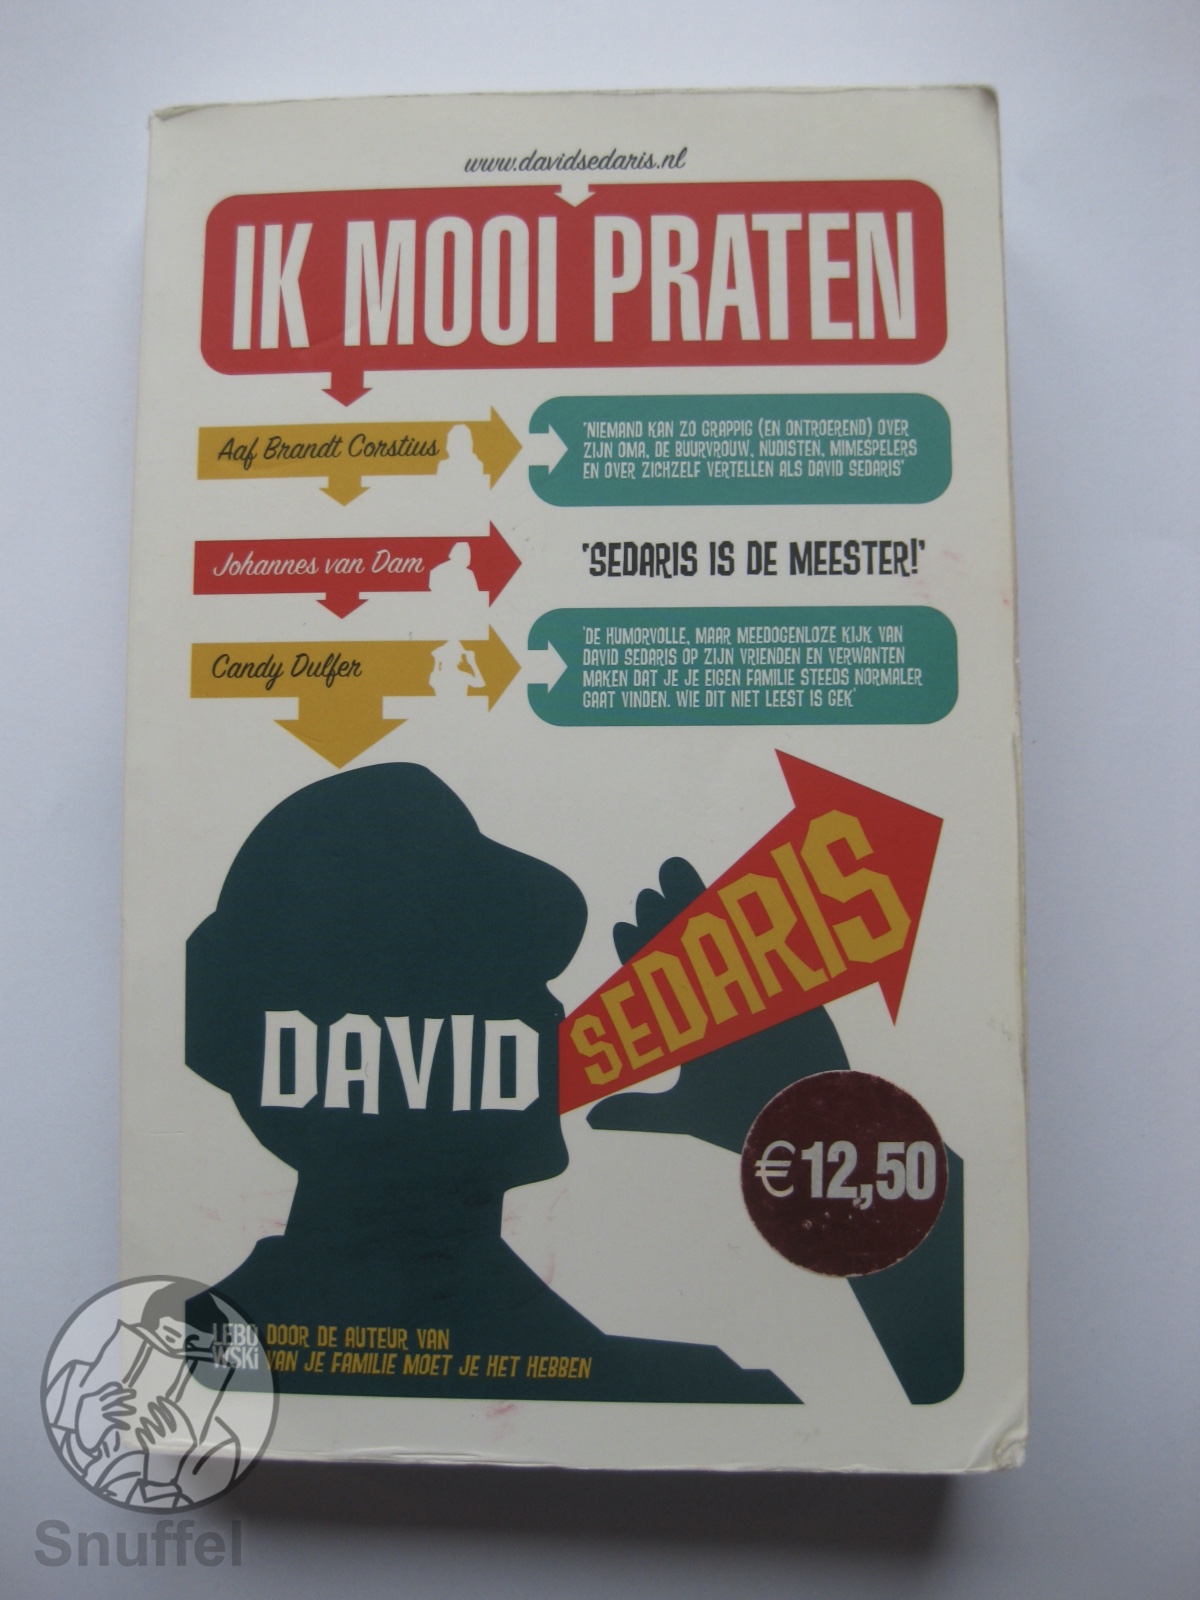 www.davidsedaris.nl
IK MOOI PRATEN
Aaf Brandt Corstius
'NIEMAND KAN ZO GRAPPIG (EN ONTROEREND) OVER
ZIJN OMA, DE BUURVROUW, NUDISTEN, MIMESPELERS
EN OVER ZICHZELF VERTELLEN ALS DAVID SEDARIS'
Johannes van Dam
'SEDARIS IS DE MEESTER!'
Candy Dulfer
'DE HUMORVOLLE, MAAR MEEDOGENLOZE KIJK VAN
DAVID SEDARIS OP ZIJN VRIENDEN EN VERWANTEN
MAKEN DAT JE JE EIGEN FAMILIE STEEDS NORMALER
GAAT VINDEN. WIE DIT NIET LEEST IS GEK'
DAVID
SEDARIS
€12,50
LEBO
WSKI
DOOR DE AUTEUR VAN
VAN JE FAMILIE MOET JE HET HEBBEN
Snuffel